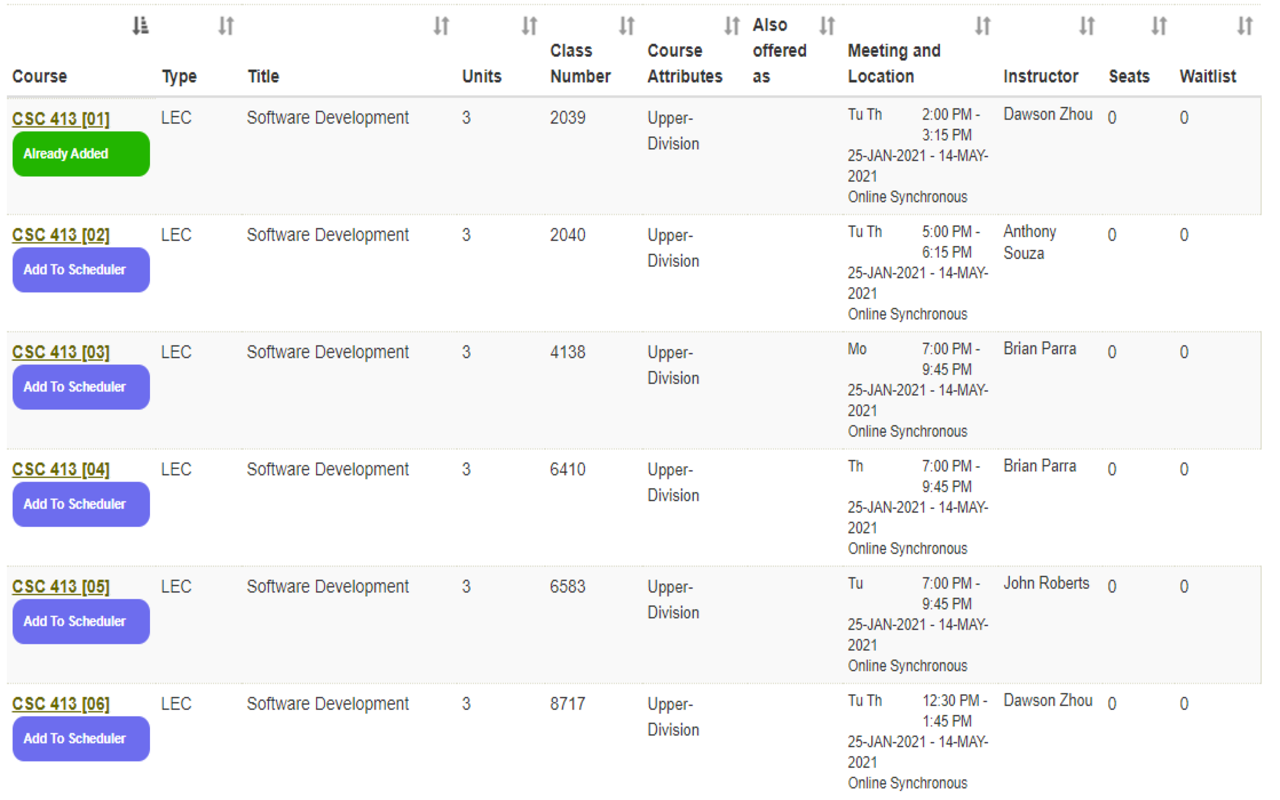 Course Type Title Units Class Number Course Attributes Also offered as Meeting and Location Instructor Seats Waitlist
CSC 413 [01] LEC Software Development 3 2039 Upper-Division Tu Th 2:00 PM - 3:15 PM Dawson Zhou 0 0
Already Added
25-JAN-2021 - 14-MAY-2021
Online Synchronous
CSC 413 [02] LEC Software Development 3 2040 Upper-Division Tu Th 5:00 PM - 6:15 PM Anthony Souza 0 0
Add To Scheduler
25-JAN-2021 - 14-MAY-2021
Online Synchronous
CSC 413 [03] LEC Software Development 3 4138 Upper-Division Mo 7:00 PM - 9:45 PM Brian Parra 0 0
Add To Scheduler
25-JAN-2021 - 14-MAY-2021
Online Synchronous
CSC 413 [04] LEC Software Development 3 6410 Upper-Division Th 7:00 PM - 9:45 PM Brian Parra 0 0
Add To Scheduler
25-JAN-2021 - 14-MAY-2021
Online Synchronous
CSC 413 [05] LEC Software Development 3 6583 Upper-Division Tu 7:00 PM - 9:45 PM John Roberts 0 0
Add To Scheduler
25-JAN-2021 - 14-MAY-2021
Online Synchronous
CSC 413 [06] LEC Software Development 3 8717 Upper-Division Tu Th 12:30 PM - 1:45 PM Dawson Zhou 0 0
Add To Scheduler
25-JAN-2021 - 14-MAY-2021
Online Synchronous